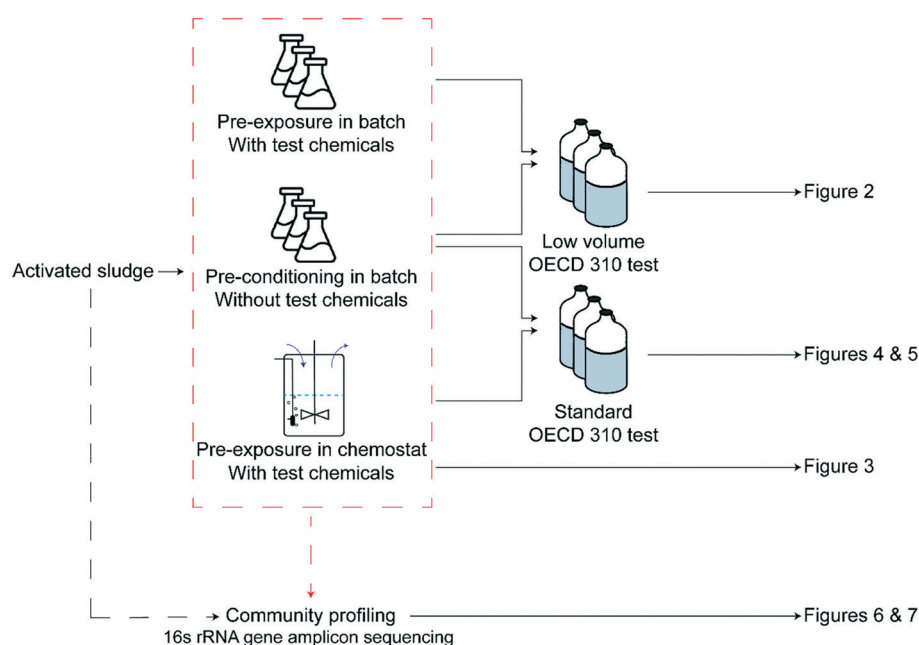 Pre-exposure in batch
With test chemicals
Figure 2
Low volume
OECD 310 test
Activated sludge
Pre-conditioning in batch
Without test chemicals
Figures 4 & 5
Standard
OECD 310 test
Pre-exposure in chemostat
With test chemicals
Figure 3
Community profiling
16s rRNA gene amplicon sequencing
Figures 6 & 7